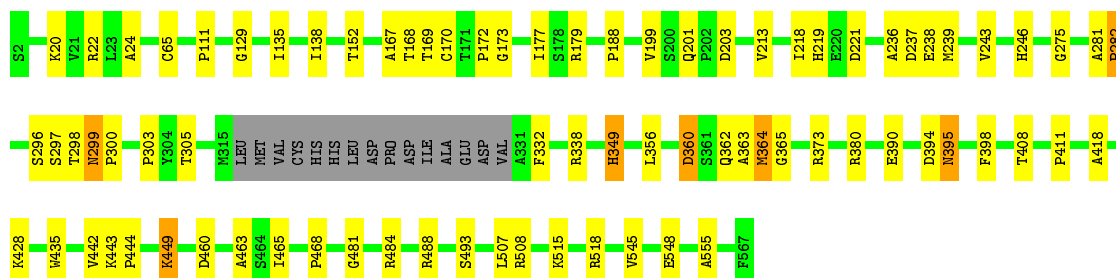 S2 K20 V21 R22 L23 A24 C65 P111 G129 I135 I138 T152 A167 T168 T169 C170 T171 P172 G173 I177 S178 R179 P188 V199 S200 Q201 P202 D203 V213 I218 H219 E220 D221 A236 D237 E238 M239 V243 H246 G275 A281
S296 S297 T298 N299 P300 P303 Y304 T305 M315 LEU MET VAL CYS HIS HIS LEU ASP PRO ASP ILE ALA GLU ASP VAL A331 F332 R338 H349 L356 D360 S361 Q362 A363 M364 G365 R373 R380 E390 D394 N395 F398 T408 P411 A418
K428 W435 V442 K443 P444 K449 D460 A463 S464 I465 P468 G481 R484 R488 S493 L507 R508 K515 R518 V545 E548 A555 F567